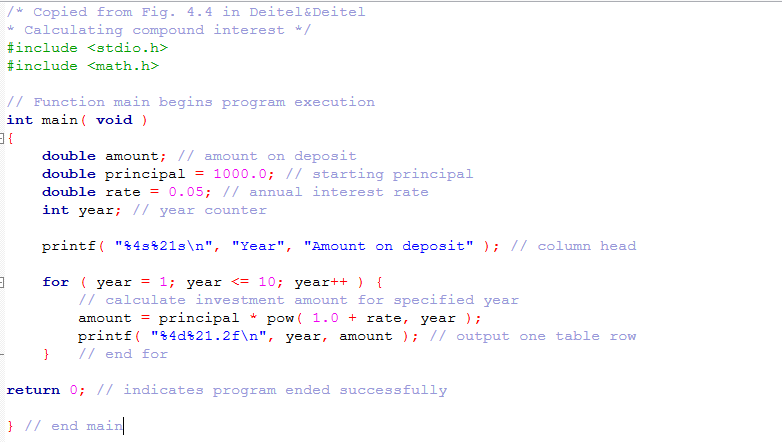 /* Copied from Fig. 4.4 in Deitel&Deitel
* Calculating compound interest */
#include <stdio.h>
#include <math.h>

// Function main begins program execution
int main( void )
{
    double amount; // amount on deposit
    double principal = 1000.0; // starting principal
    double rate = 0.05; // annual interest rate
    int year; // year counter

    printf( "%4s%21s\n", "Year", "Amount on deposit" ); // column head

    for ( year = 1; year <= 10; year++ ) {
        // calculate investment amount for specified year
        amount = principal * pow( 1.0 + rate, year );
        printf( "%4d%21.2f\n", year, amount ); // output one table row
    }   // end for

return 0; // indicates program ended successfully

} // end main